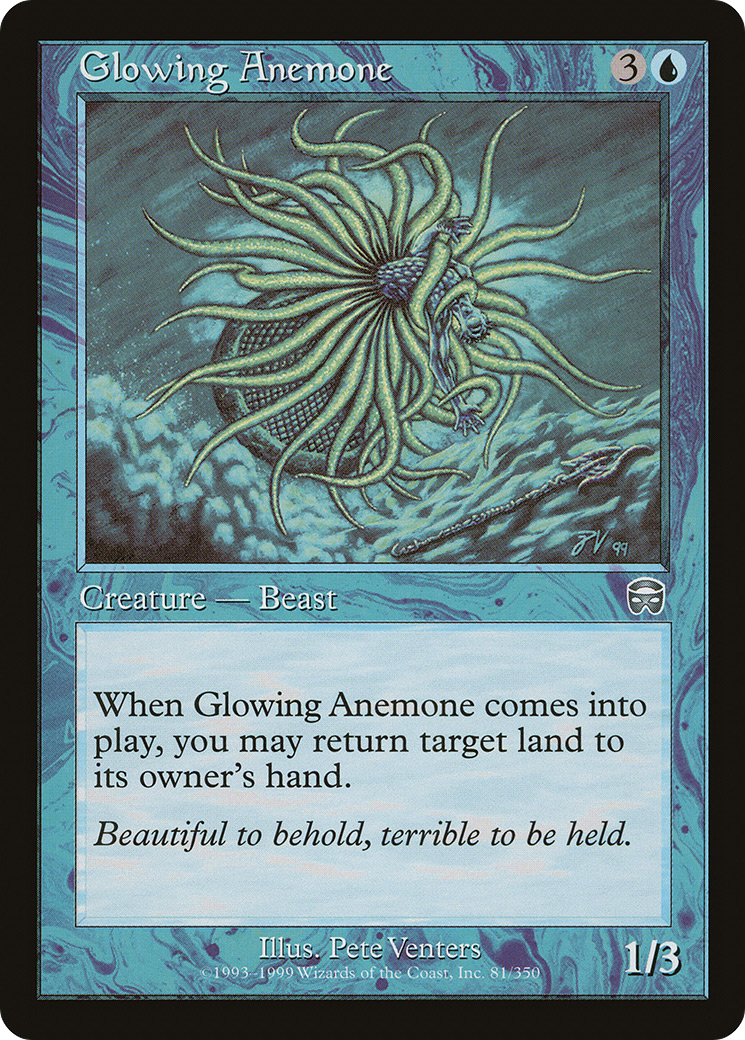 Glowing Anemone 3
PV 99
Creature — Beast
When Glowing Anemone comes into
play, you may return target land to
its owner's hand.
Beautiful to behold, terrible to be held.
Illus. Pete Venters
©1993–1999 Wizards of the Coast, Inc. 81/350
1/3